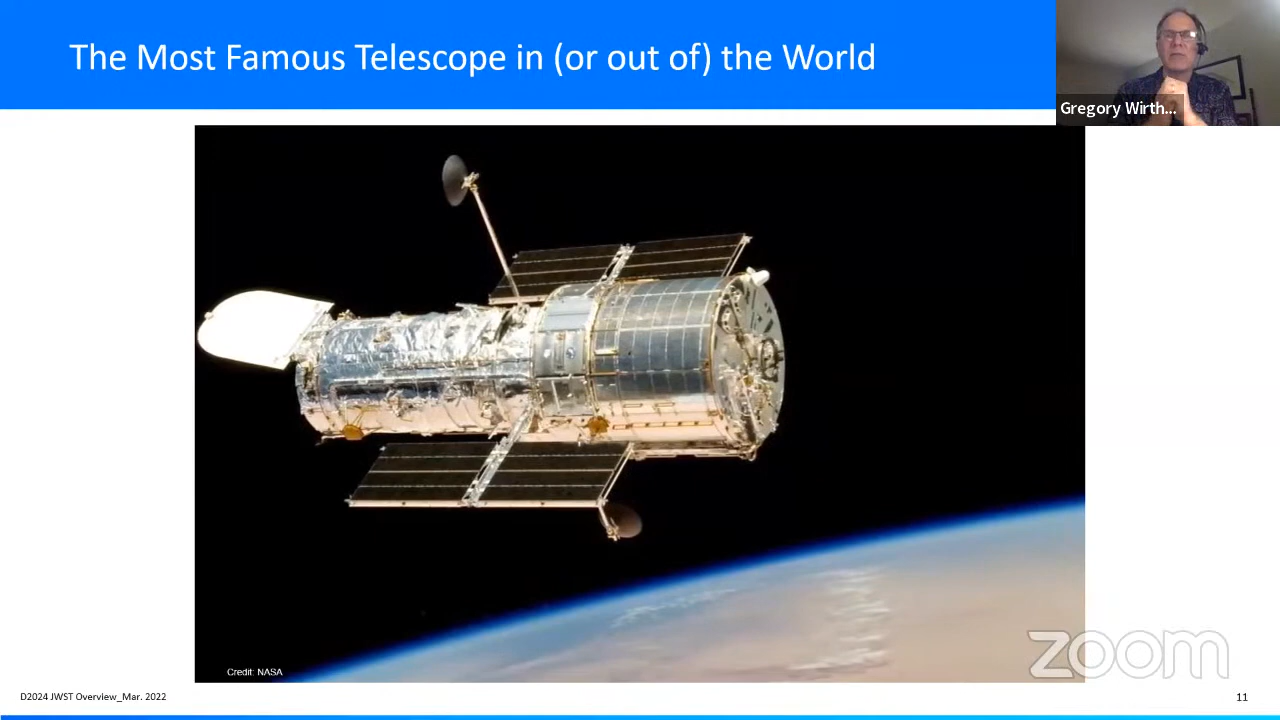 The Most Famous Telescope in (or out of) the World
Gregory Wirth...
Credit: NASA
zoom
D2024 JWST Overview_Mar. 2022
11